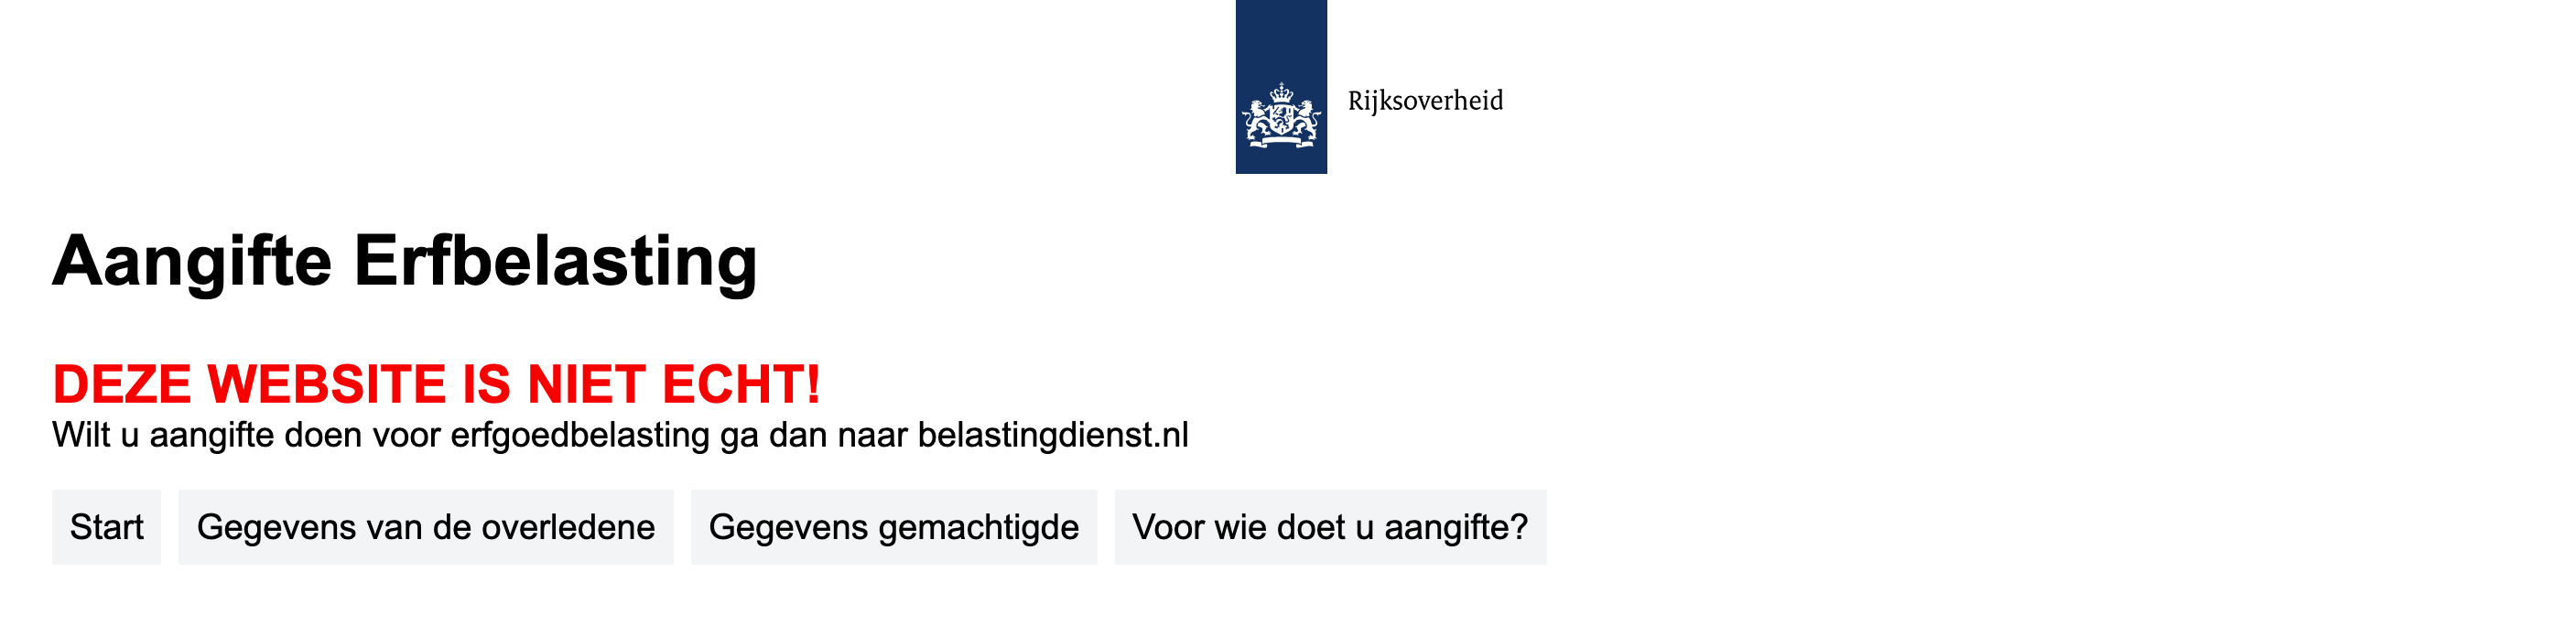 Rijksoverheid
Aangifte Erfbelasting
DEZE WEBSITE IS NIET ECHT!
Wilt u aangifte doen voor erfgoedbelasting ga dan naar belastingdienst.nl
Start Gegevens van de overledene Gegevens gemachtigde Voor wie doet u aangifte?